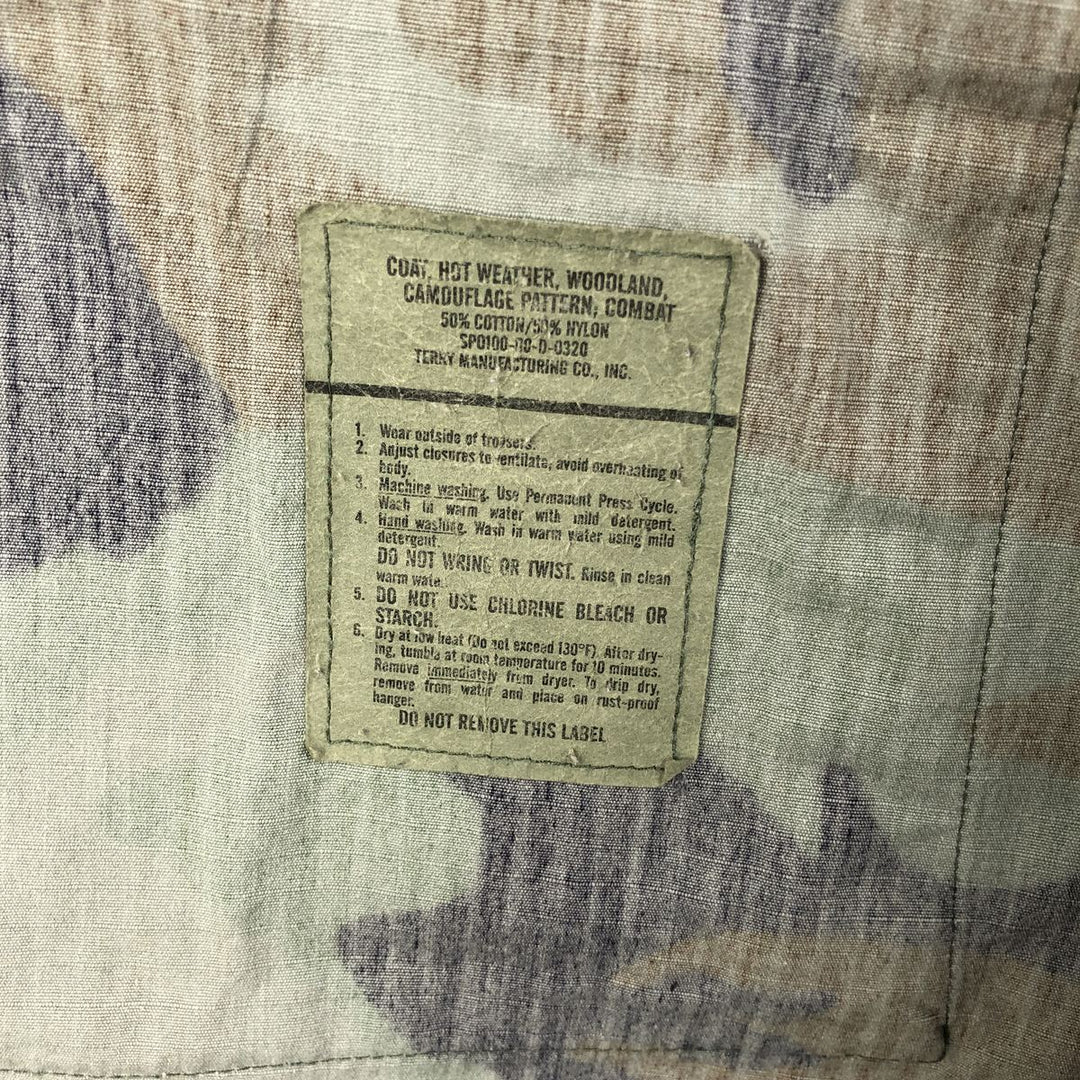 COAT, HOT WEATHER, WOODLAND,
CAMOUFLAGE PATTERN; COMBAT
50% COTTON/50% NYLON
SP0100-00-D-0320
TERRY MANUFACTURING CO., INC.
1. Wear outside of trousers.
2. Adjust closures to ventilate, avoid overheating of
body.
3. Machine washing. Use Permanent Press Cycle.
Wash in warm water with mild detergent.
4. Hand washing. Wash in warm water using mild
detergent.
DO NOT WRING OR TWIST. Rinse in clean
warm water.
5. DO NOT USE CHLORINE BLEACH OR
STARCH.
6. Dry at low heat (Do not exceed 130°F). After dry-
ing, tumble at room temperature for 10 minutes.
Remove immediately from dryer. To drip dry,
remove from water and place on rust-proof
hanger.
DO NOT REMOVE THIS LABEL